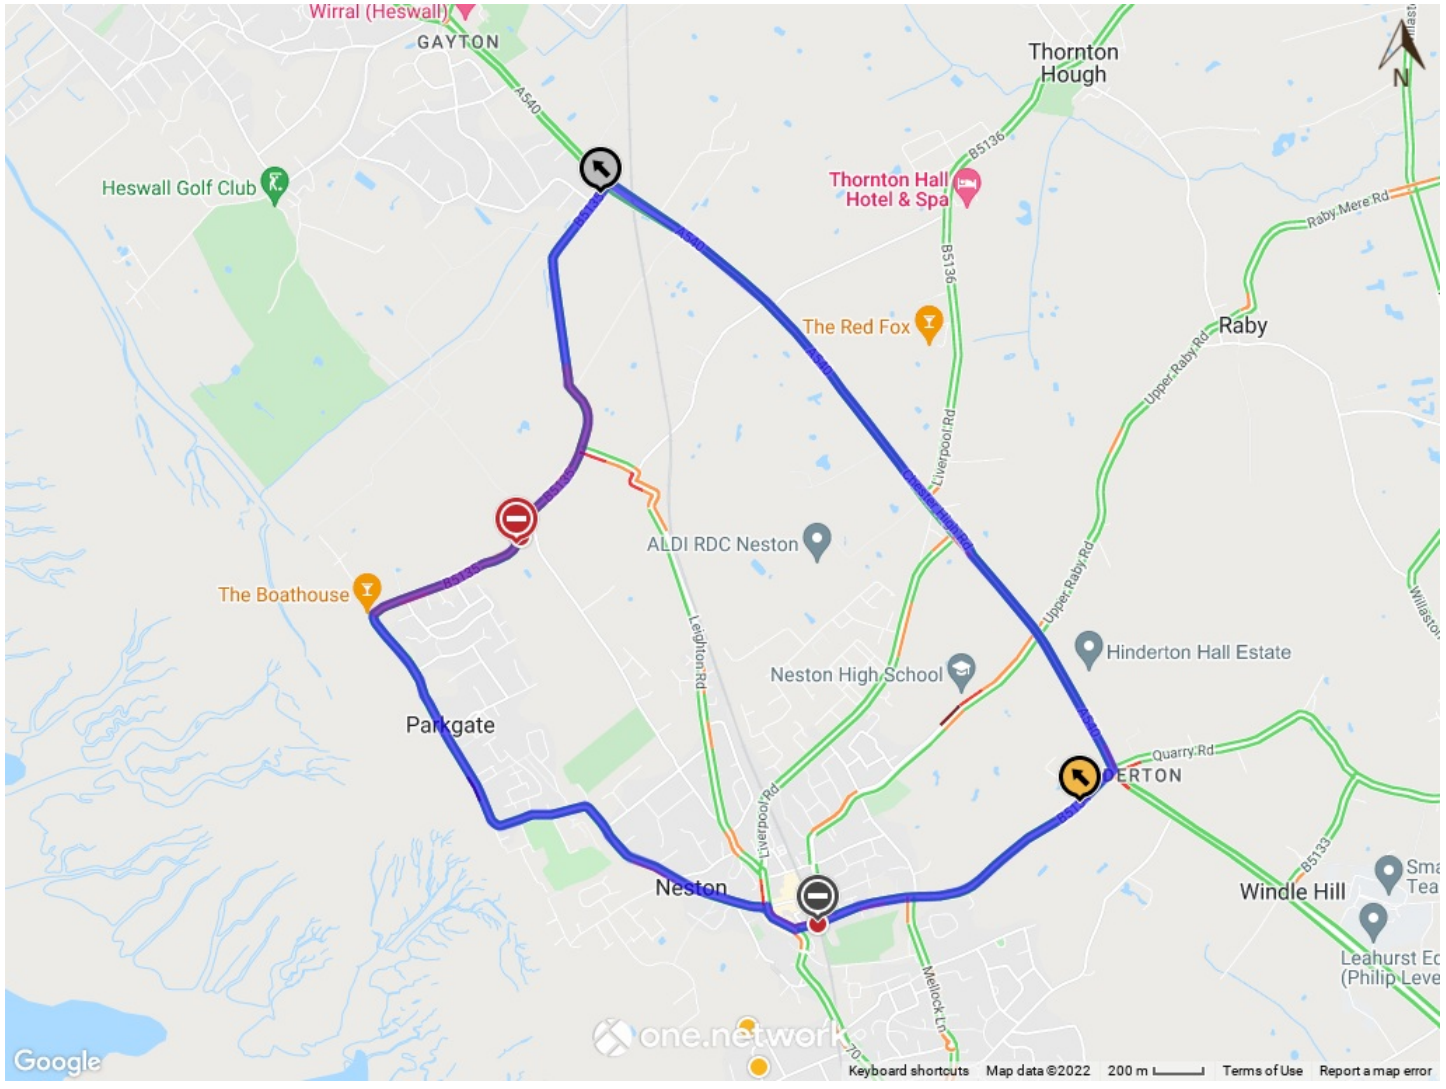 Wirral (Heswall)
GAYTON
A540
Thornton
Hough
N
B5136
Heswall Golf Club
Thornton Hall
Hotel & Spa
B5135
A540
Raby Mere Rd
B5136
The Red Fox
Raby
A540
Upper Raby Rd
Liverpool Rd
Chester High Rd
B5135
ALDI RDC Neston
B5135
The Boathouse
Upper Raby Rd
Leighton Rd
Hinderton Hall Estate
Neston High School
Parkgate
A540
Quarry Rd
DERTON
Liverpool Rd
B5133
Neston
Windle Hill
Mellock Ln
one.network
70
Google
Keyboard shortcuts
Map data ©2022
200 m
Terms of Use
Report a map error